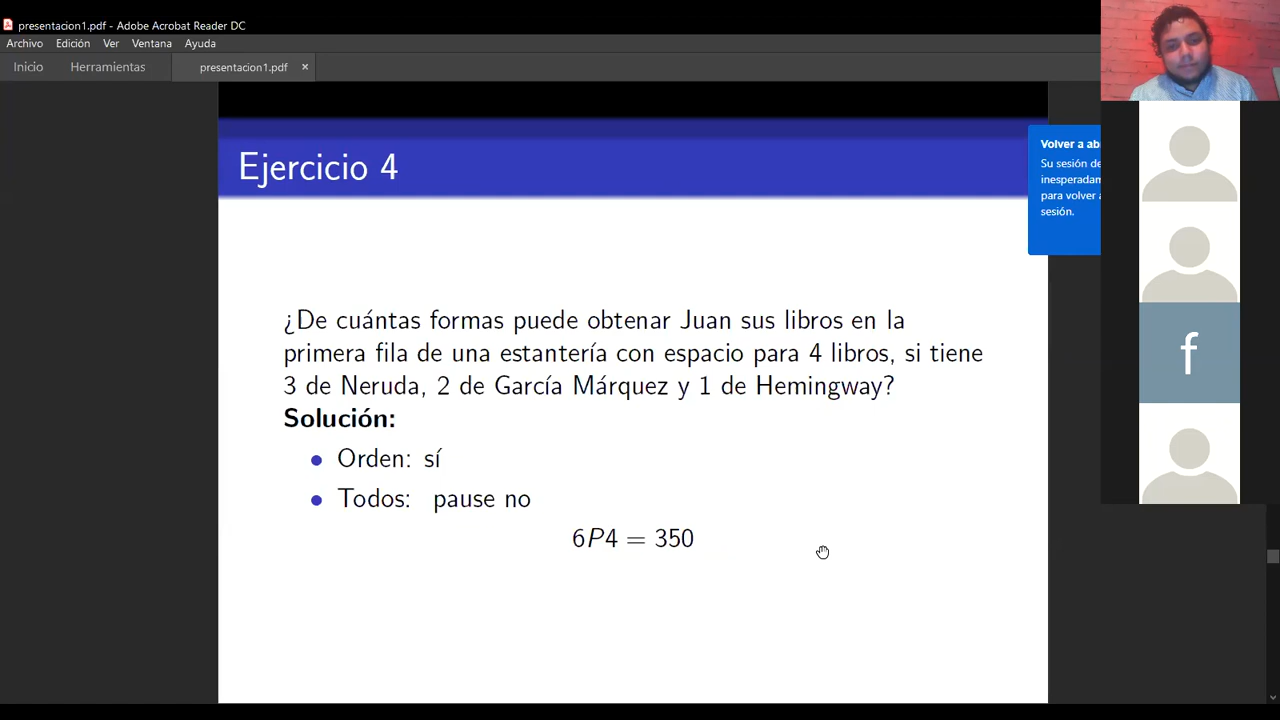 presentacion1.pdf - Adobe Acrobat Reader DC
Archivo Edición Ver Ventana Ayuda
Inicio Herramientas presentacion1.pdf ×
Ejercicio 4
Volver a ab
Su sesión de
inesperadam
para volver a
sesión.
¿De cuántas formas puede obtenar Juan sus libros en la
primera fila de una estantería con espacio para 4 libros, si tiene
3 de Neruda, 2 de García Márquez y 1 de Hemingway?
Solución:
• Orden: sí
• Todos: pause no
6P4 = 350
f